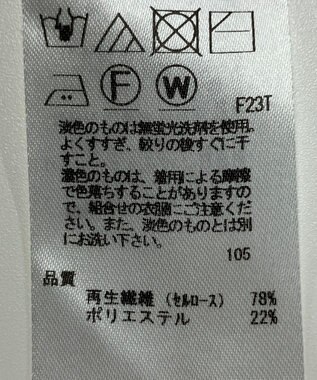 F
W
F23T
淡色のものは無蛍光洗剤を使用。
よくすすぎ、絞りの後すぐに干
すこと。
濃色のものは、着用による摩擦
で色落ちすることがありますの
で、組合せの衣服にご注意くださ
い。また、淡色のものとは別
にお洗い下さい。
105
品質
再生繊維（セルロース） 78%
ポリエステル 22%